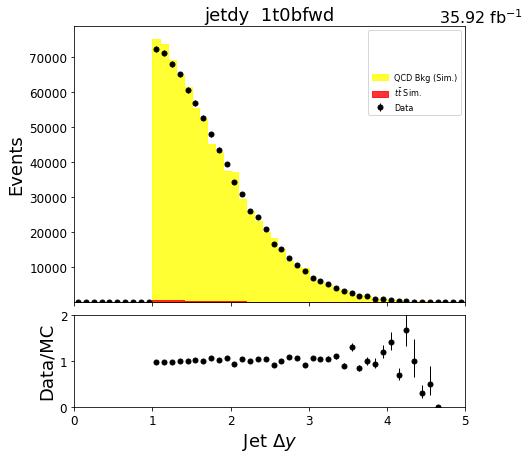 jetdy 1t0bfwd
35.92 fb⁻¹
QCD Bkg (Sim.)
tt̄ Sim.
Data
Events
70000
60000
50000
40000
30000
20000
10000
Data/MC
2
1
0
0 1 2 3 4 5
Jet Δy